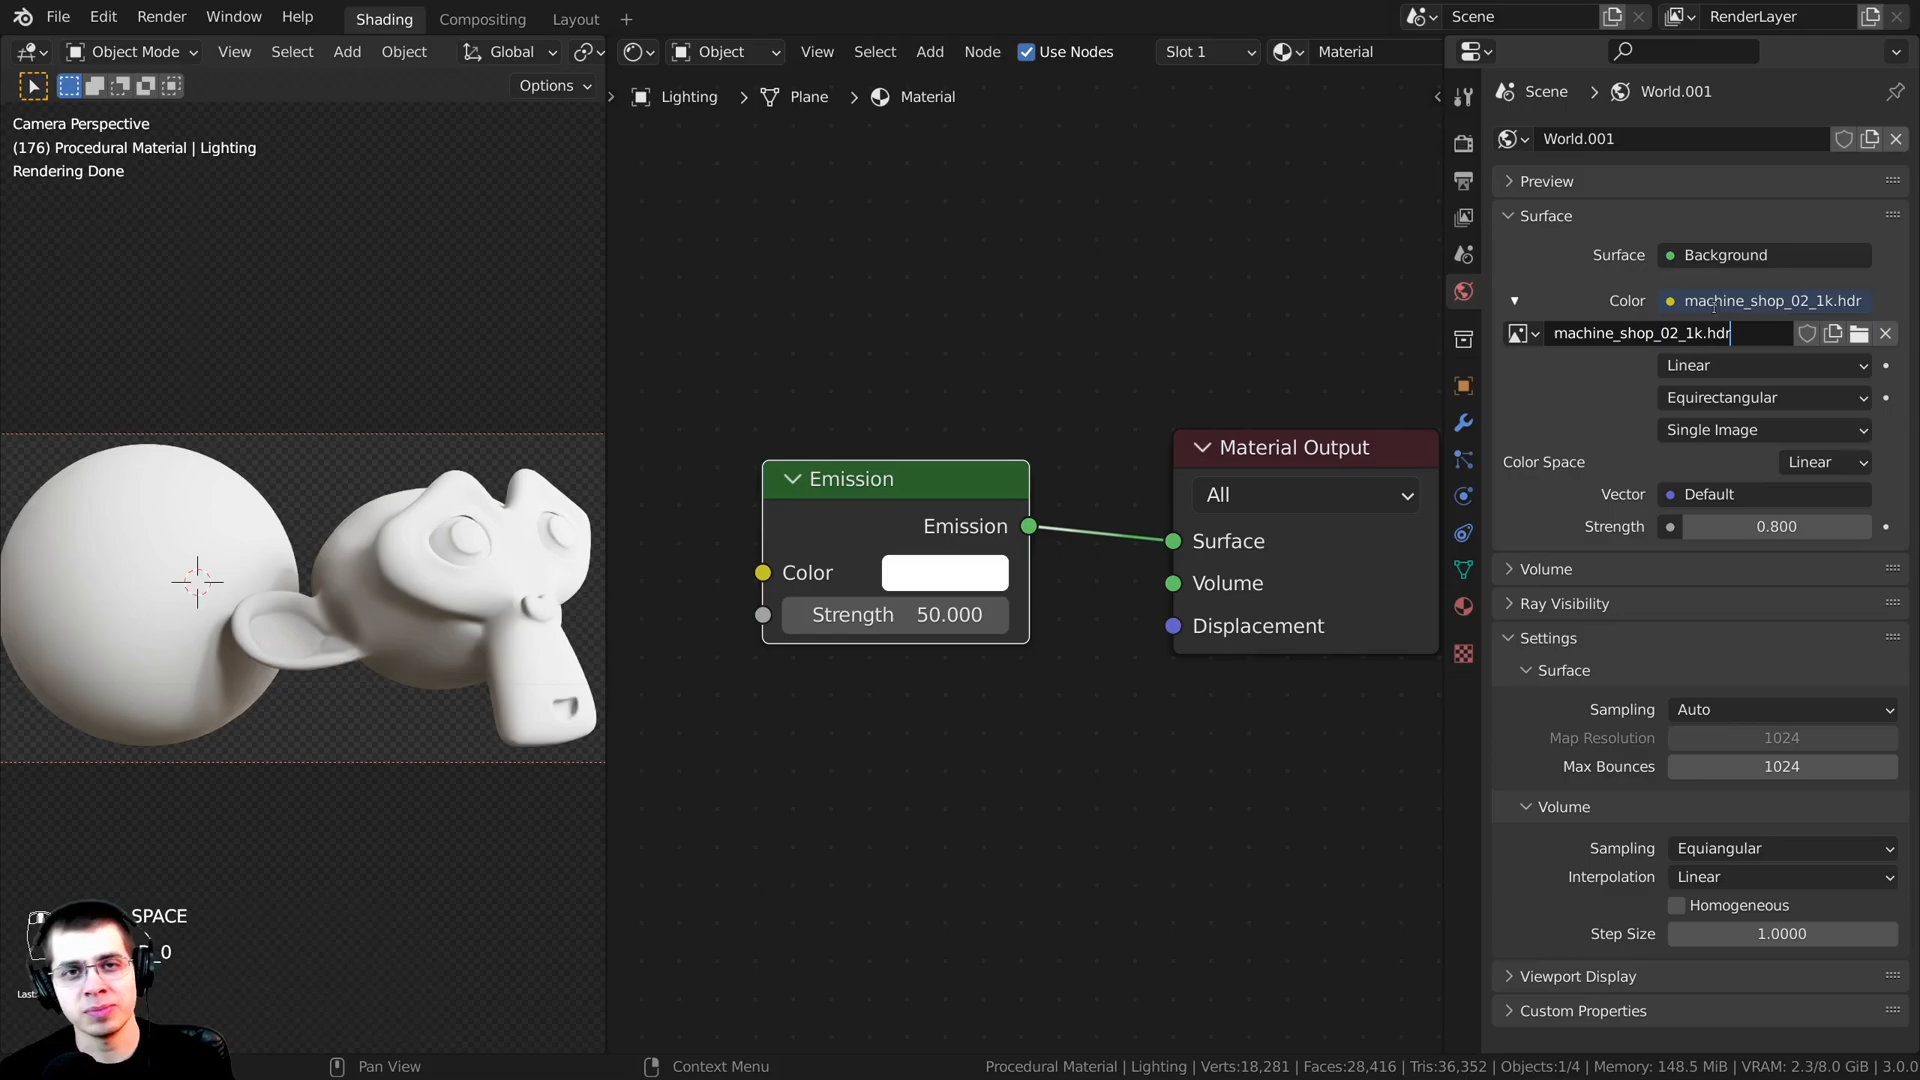 File Edit Render Window Help Shading Compositing Layout + Scene RenderLayer
Object Mode View Select Add Object Global Object View Select Add Node Use Nodes Slot 1 Material
Options
Lighting Plane Material
Scene World.001
Camera Perspective
(176) Procedural Material | Lighting
Rendering Done
World.001
Preview
Surface
Surface Background
Color machine_shop_02_1k.hdr
machine_shop_02_1k.hdr
Linear
Equirectangular
Single Image
Color Space Linear
Vector Default
Strength 0.800
Volume
Ray Visibility
Settings
Surface
Sampling Auto
Map Resolution 1024
Max Bounces 1024
Volume
Sampling Equiangular
Interpolation Linear
Homogeneous
Step Size 1.0000
Viewport Display
Custom Properties
Emission
Emission
Color
Strength 50.000
Material Output
All
Surface
Volume
Displacement
SPACE
_0
Last:
Pan View Context Menu Procedural Material | Lighting | Verts:18,281 | Faces:28,416 | Tris:36,352 | Objects:1/4 | Memory: 148.5 MiB | VRAM: 2.3/8.0 GiB | 3.0.0